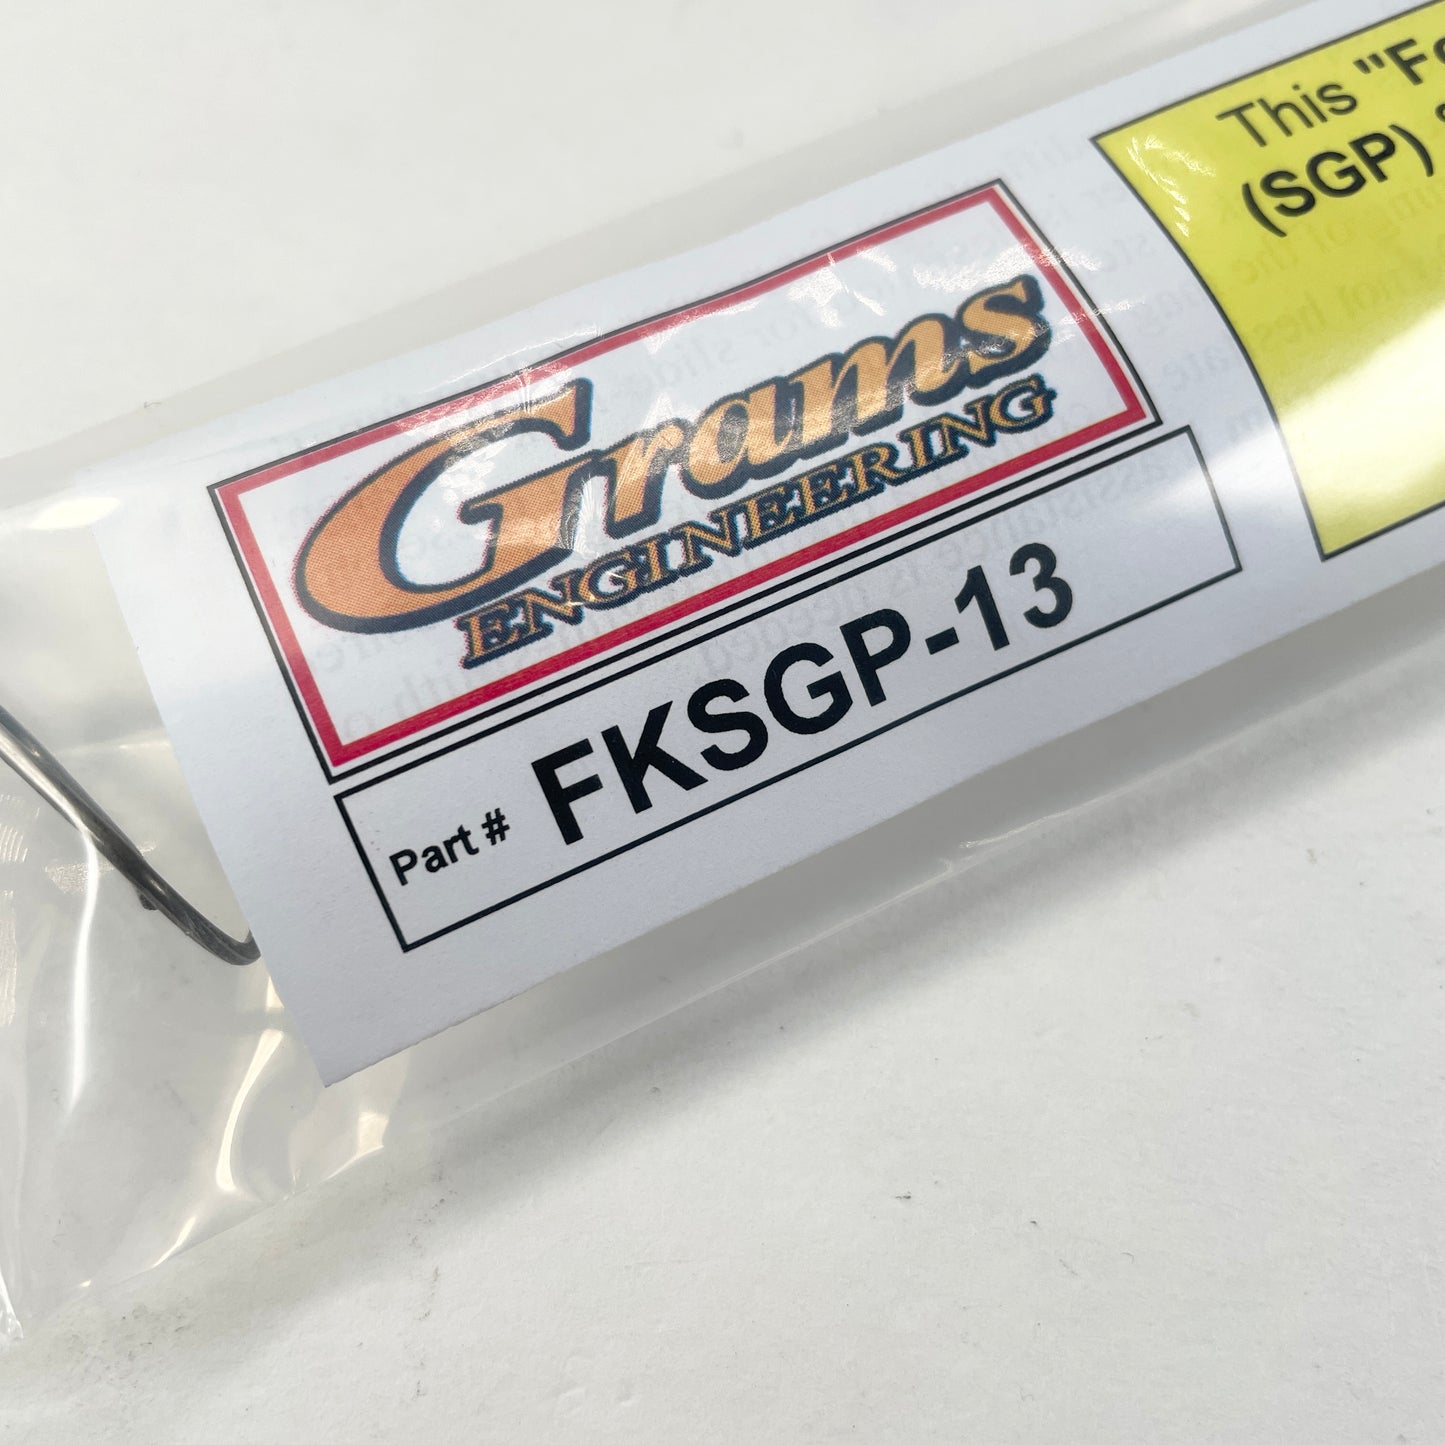 Grams
ENGINEERING
Part # FKSGP-13
This
(SGP)